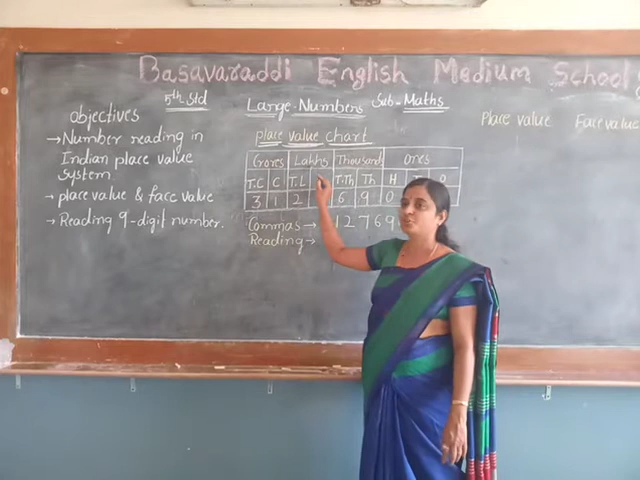 Basavaraddi English Medium School
5th Std Large Numbers Sub-Maths
objectives
→ Number reading in
Indian place value
system.
→ place value & face value
→ Reading 9-digit number.
place value chart
Crores Lakhs Thousand Ones
T.C C T.L T.Th Th H T O
3 1 2 6 9 0
Commas → 12769
Reading →
Place value Face value